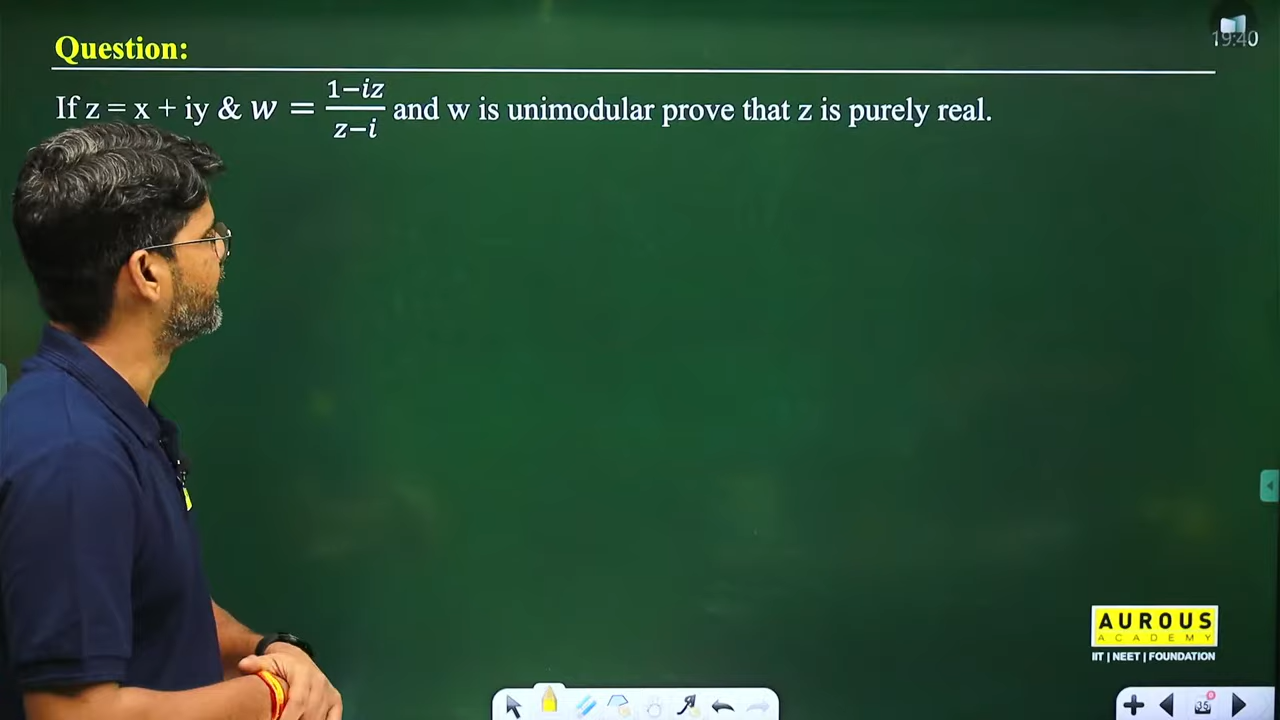 19:40
Question:
If z = x + iy & w = \frac{1-iz}{z-i} and w is unimodular prove that z is purely real.
AUROUS
ACADEMY
IIT | NEET | FOUNDATION
35